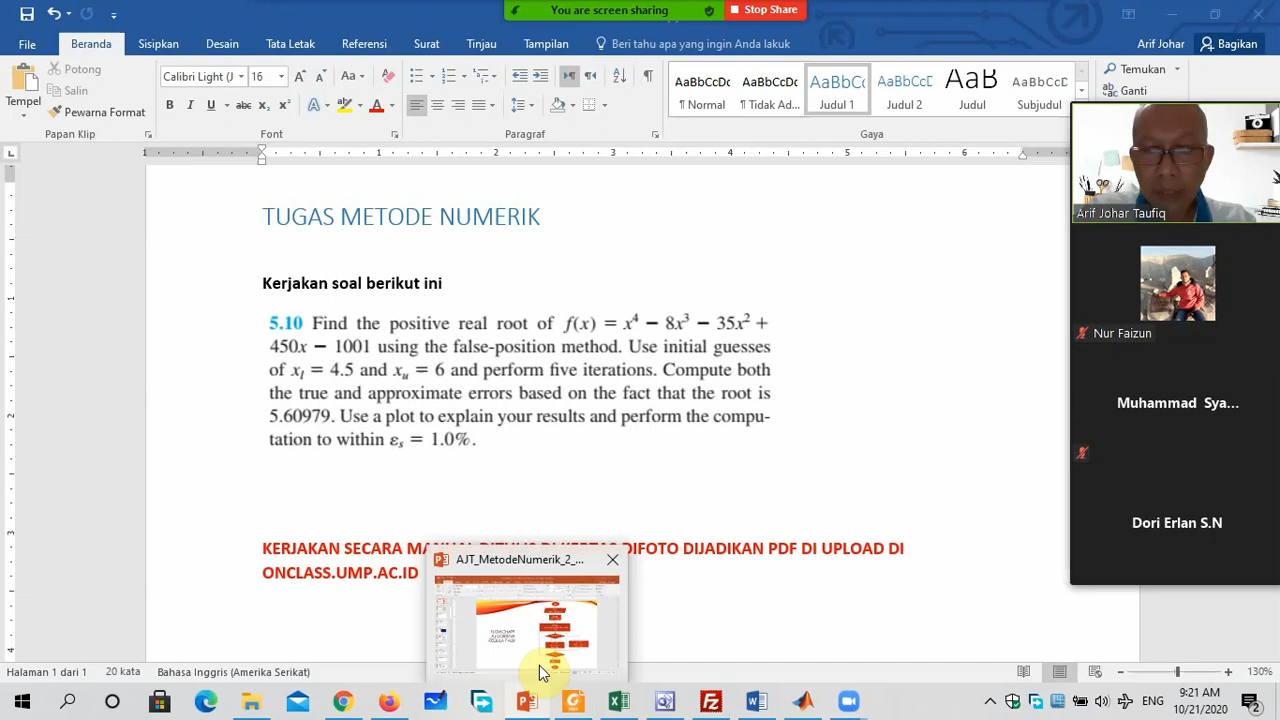 You are screen sharing
Stop Share
File
Beranda
Sisipkan
Desain
Tata Letak
Referensi
Surat
Tinjau
Tampilan
Beri tahu apa yang ingin Anda lakuk
Arif Johar
Bagikan
Tempel
Potong
Salin
Pewarna Format
Papan Klip
Calibri Light (J
16
Font
Paragraf
AaBbCcDc
¶ Normal
AaBbCcDc
¶ Tidak Ad...
AaBbC(
Judul 1
AaBbCcD
Judul 2
AaB
Judul
AaBbCcD
Subjudul
Gaya
Temukan
Ganti
TUGAS METODE NUMERIK
Kerjakan soal berikut ini
5.10 Find the positive real root of f(x) = x⁴ − 8x³ − 35x² +
450x − 1001 using the false-position method. Use initial guesses
of xₗ = 4.5 and xᵤ = 6 and perform five iterations. Compute both
the true and approximate errors based on the fact that the root is
5.60979. Use a plot to explain your results and perform the compu-
tation to within εₛ = 1.0%.
KERJAKAN SECARA DIFOTO DIJADIKAN PDF DI UPLOAD DI
ONCLASS.UMP.AC.ID
AJT_MetodeNumerik_2_...
Arif Johar Taufiq
Nur Faizun
Muhammad Sya...
Dori Erlan S.N
Halaman 1 dari 1
20 kata
Bahasa Inggris (Amerika Serikat)
130%
ENG
9:21 AM
10/21/2020
2